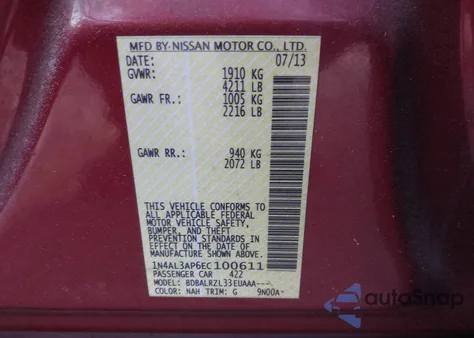 MFD BY NISSAN MOTOR CO., LTD.
DATE: 07/13
GVWR: 1910 KG
4211 LB
GAWR FR.: 1005 KG
2216 LB
GAWR RR.: 940 KG
2072 LB
THIS VEHICLE CONFORMS TO
ALL APPLICABLE FEDERAL
MOTOR VEHICLE SAFETY,
BUMPER, AND THEFT
PREVENTION STANDARDS IN
EFFECT ON THE DATE OF
MANUFACTURE SHOWN ABOVE.
1N4AL3AP6EC100611
PASSENGER CAR 422
MODEL: BDBALRZL33EUAAA---
COLOR: NAH TRIM: G 9N00A
autoSnap